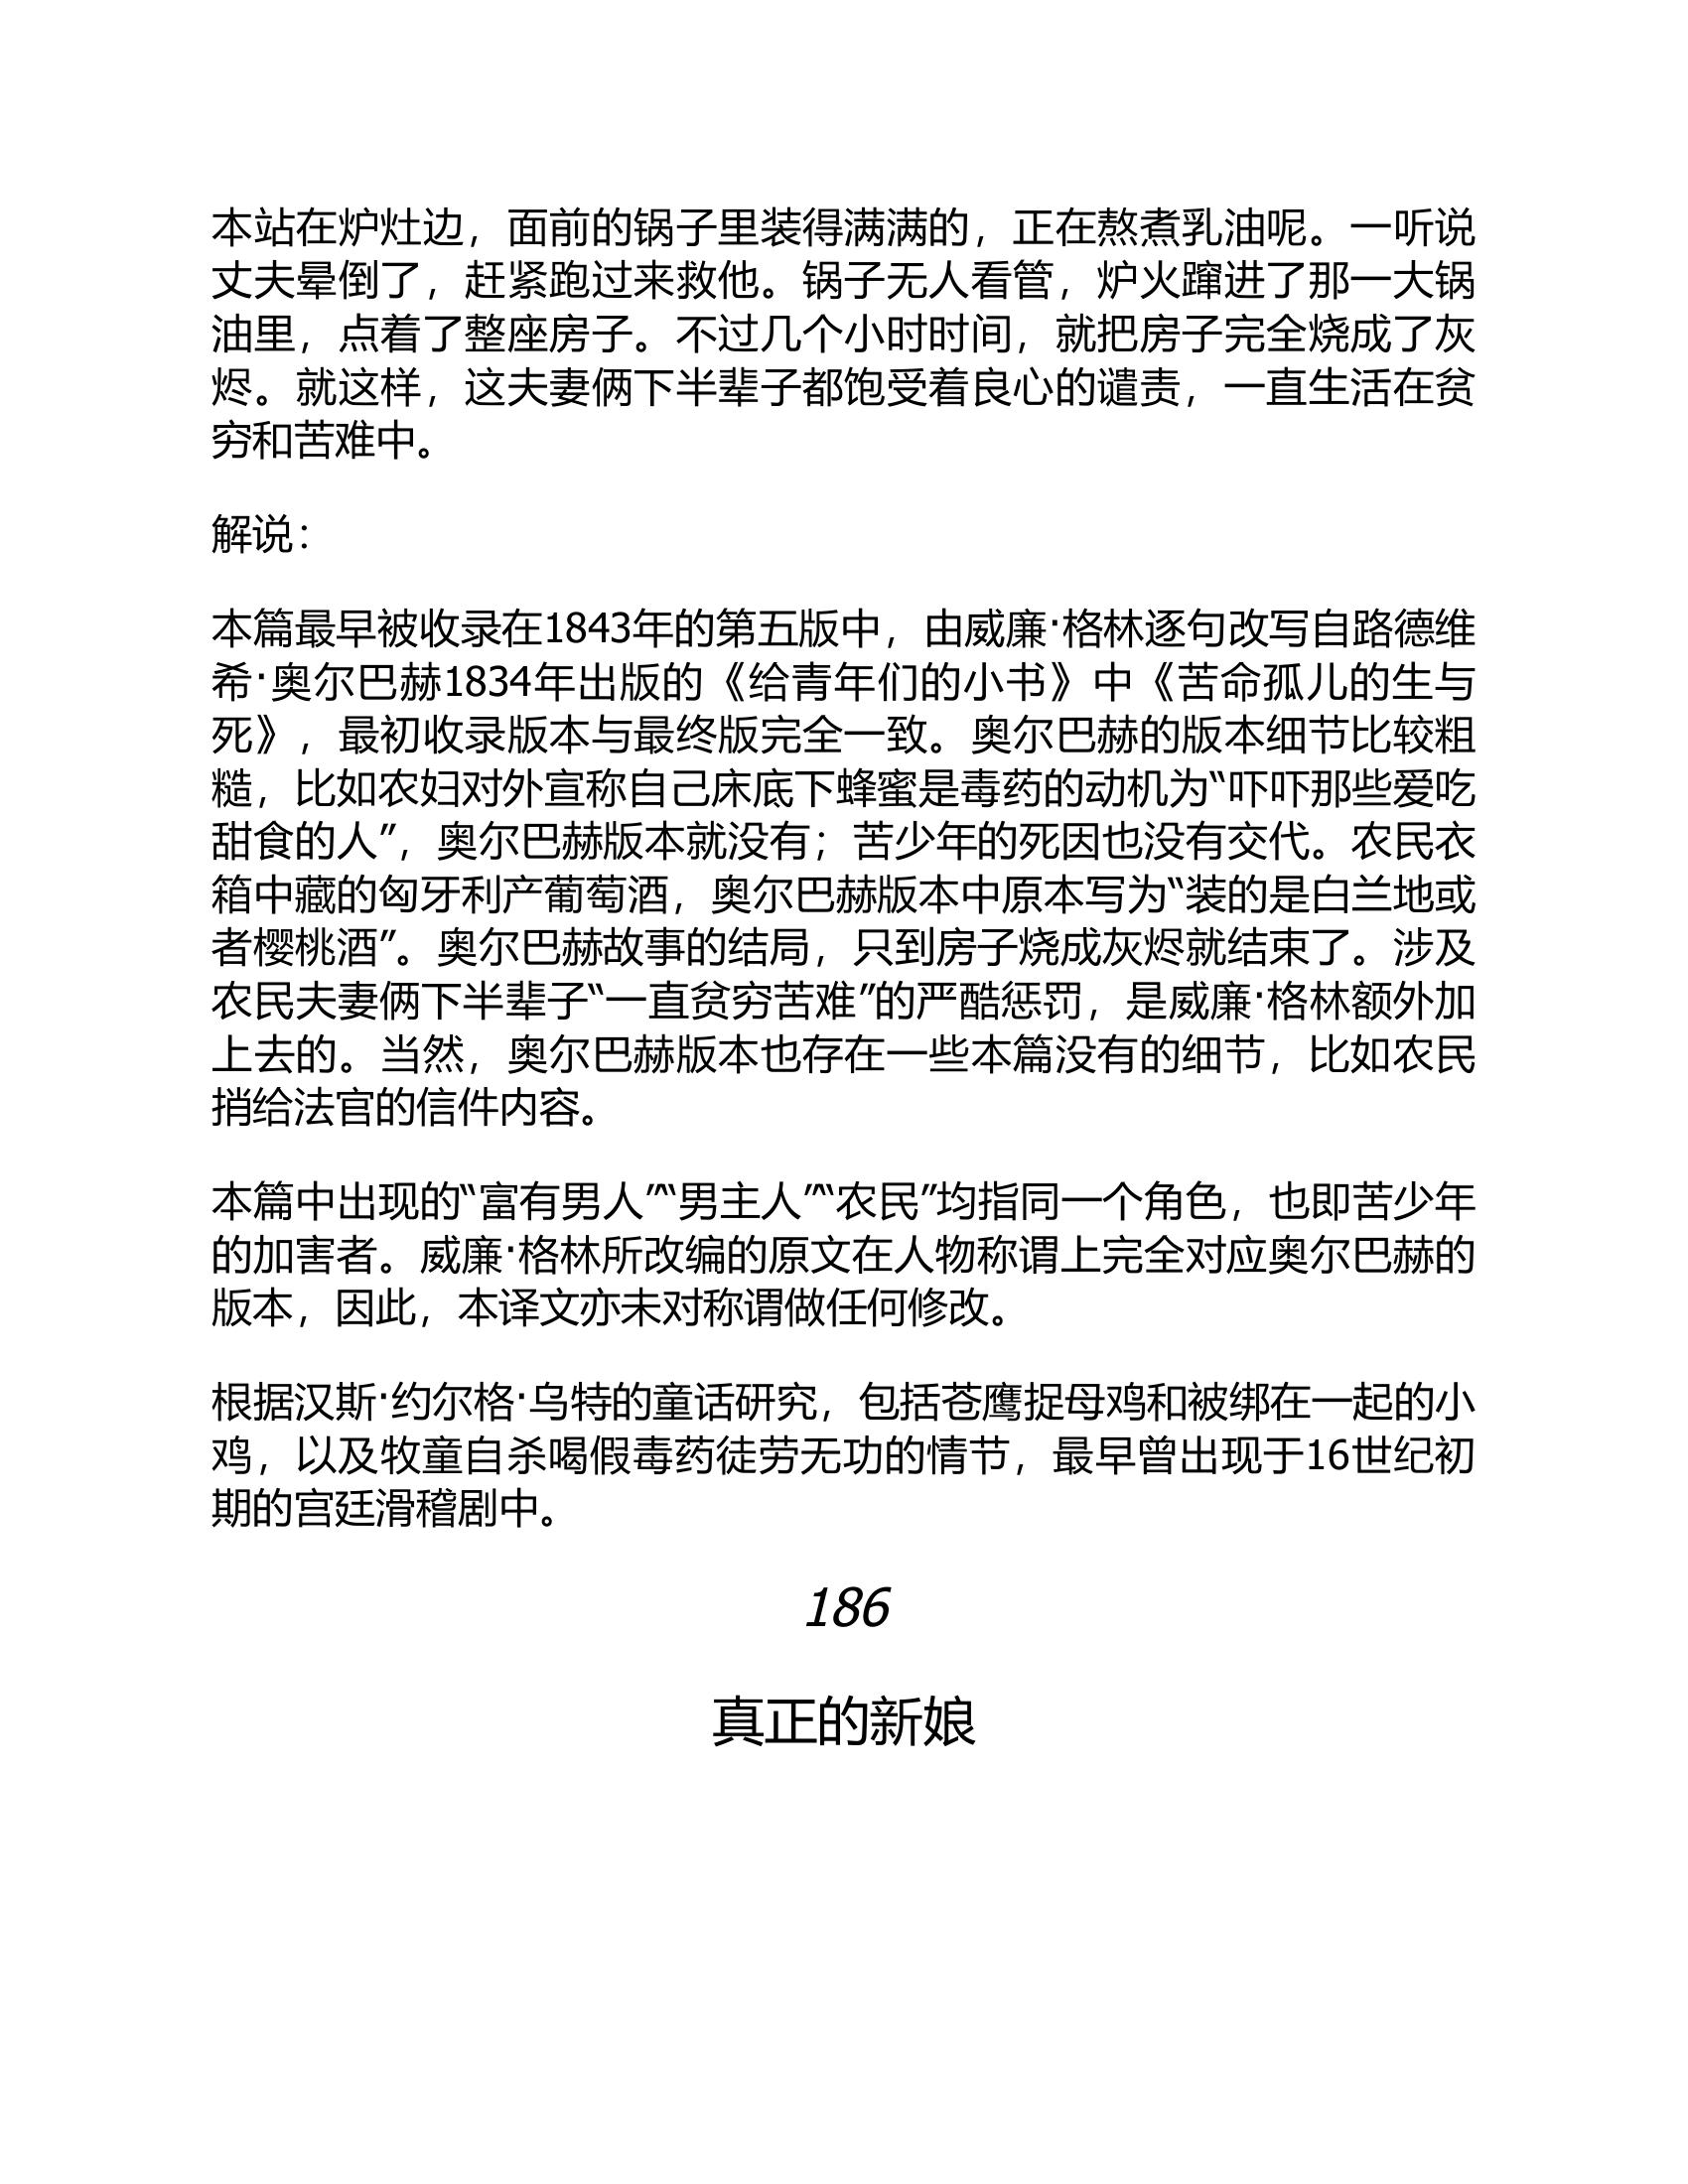 本站在炉灶边，面前的锅子里装得满满的，正在熬煮乳油呢。一听说
丈夫晕倒了，赶紧跑过来救他。锅子无人看管，炉火蹿进了那一大锅
油里，点着了整座房子。不过几个小时时间，就把房子完全烧成了灰
烬。就这样，这夫妻俩下半辈子都饱受着良心的谴责，一直生活在贫
穷和苦难中。
解说：
本篇最早被收录在1843年的第五版中，由威廉·格林逐句改写自路德维
希·奥尔巴赫1834年出版的《给青年们的小书》中《苦命孤儿的生与
死》，最初收录版本与最终版完全一致。奥尔巴赫的版本细节比较粗
糙，比如农妇对外宣称自己床底下蜂蜜是毒药的动机为“吓吓那些爱吃
甜食的人”，奥尔巴赫版本就没有；苦少年的死因也没有交代。农民衣
箱中藏的匈牙利产葡萄酒，奥尔巴赫版本中原本写为“装的是白兰地或
者樱桃酒”。奥尔巴赫故事的结局，只到房子烧成灰烬就结束了。涉及
农民夫妻俩下半辈子“一直贫穷苦难”的严酷惩罚，是威廉·格林额外加
上去的。当然，奥尔巴赫版本也存在一些本篇没有的细节，比如农民
捎给法官的信件内容。
本篇中出现的“富有男人”“男主人”“农民”均指同一个角色，也即苦少年
的加害者。威廉·格林所改编的原文在人物称谓上完全对应奥尔巴赫的
版本，因此，本译文亦未对称谓做任何修改。
根据汉斯·约尔格·乌特的童话研究，包括苍鹰捉母鸡和被绑在一起的小
鸡，以及牧童自杀喝假毒药徒劳无功的情节，最早曾出现于16世纪初
期的宫廷滑稽剧中。
186
真正的新娘